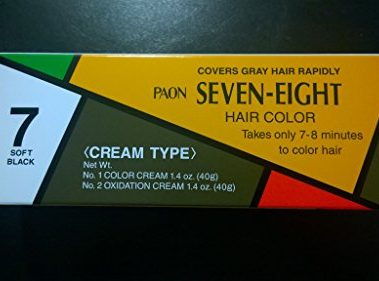 COVERS GRAY HAIR RAPIDLY
PAON SEVEN-EIGHT
HAIR COLOR
Takes only 7-8 minutes
to color hair
7
SOFT
BLACK
〈CREAM TYPE〉
Net Wt.
No. 1 COLOR CREAM 1.4 oz. (40g)
No. 2 OXIDATION CREAM 1.4 oz. (40g)